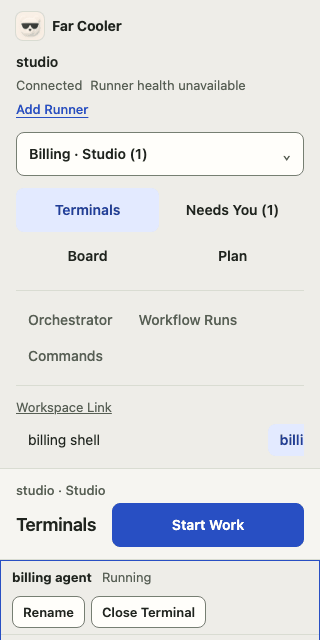 Far Cooler
studio
Connected Runner health unavailable
Add Runner
Billing · Studio (1)
Terminals Needs You (1)
Board Plan
Orchestrator Workflow Runs
Commands
Workspace Link
billing shell billi
studio · Studio
Terminals Start Work
billing agent Running
Rename Close Terminal